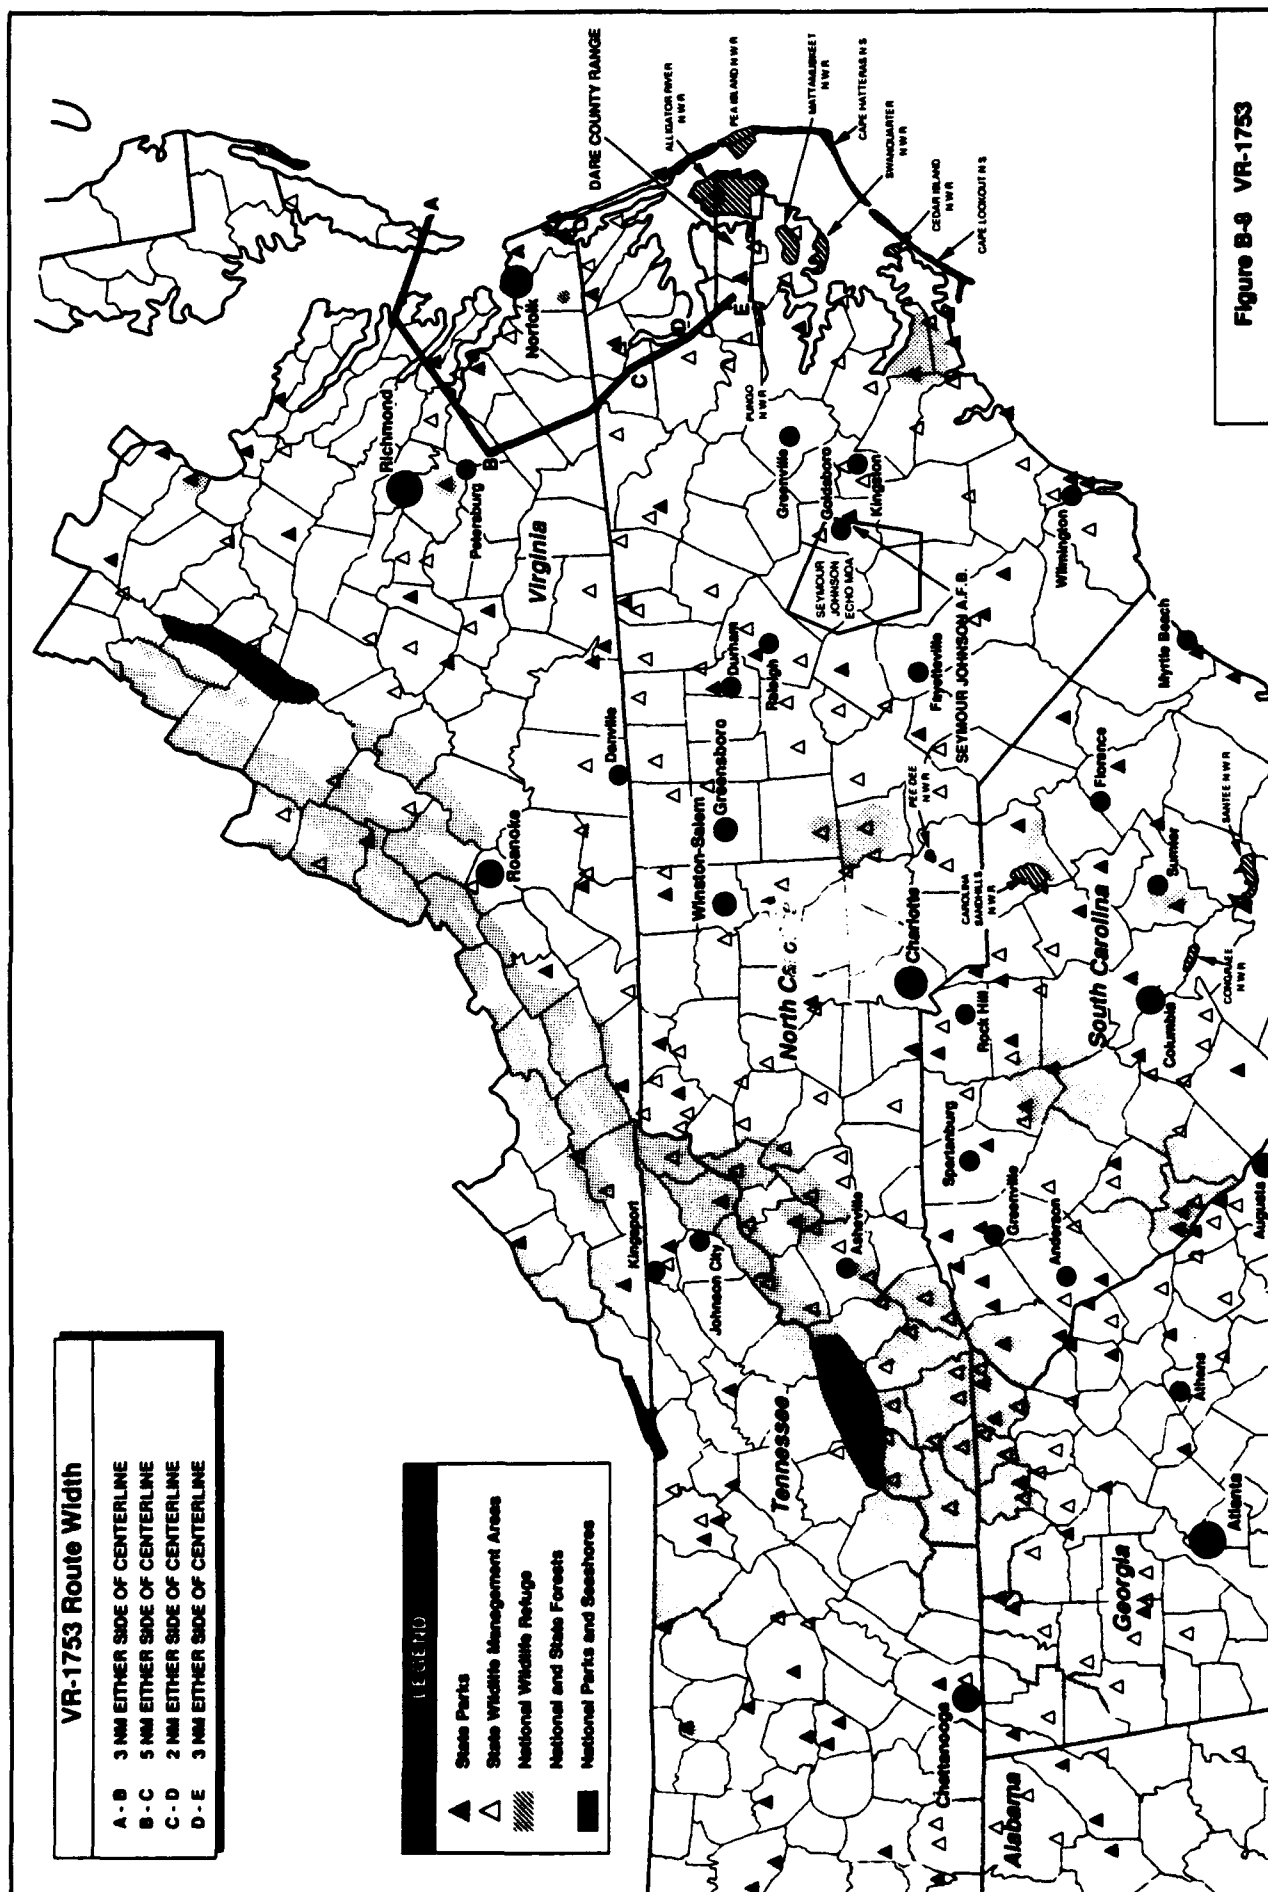 VR-1753 Route Width
A - B 3 NM EITHER SIDE OF CENTERLINE
B - C 5 NM EITHER SIDE OF CENTERLINE
C - D 2 NM EITHER SIDE OF CENTERLINE
D - E 3 NM EITHER SIDE OF CENTERLINE
LEGEND
State Parks
State Wildlife Management Areas
National Wildlife Refuge
National and State Forests
National Parks and Seashores
A
B
C
D
E
Richmond
Petersburg
Norfolk
Virginia
Danville
Roanoke
Kingsport
Johnson City
DARE COUNTY RANGE
ALLIGATOR RIVER
N W R
PEA ISLAND N W R
MATTAMUSKEET
N W R
CAPE HATTERAS N S
SWANQUARTER
N W R
CEDAR ISLAND
N W R
CAPE LOOKOUT N S
PUNGO
N W R
Greenville
Goldsboro
Kingston
SEYMOUR
JOHNSON
ECHO MOA
SEYMOUR JOHNSON A.F.B.
Durham
Raleigh
Fayetteville
Wilmington
Greensboro
Winston-Salem
North Ca
Charlotte
PEE DEE
N W R
CAROLINA
SANDHILLS
N W R
Asheville
Tennessee
Chattanooga
Myrtle Beach
Florence
Sumter
SANTEE N W R
South Carolina
Columbia
CONGAREE
N W R
Rock Hill
Spartanburg
Greenville
Anderson
Augusta
Athens
Atlanta
Georgia
Alabama
Figure B-8 VR-1753